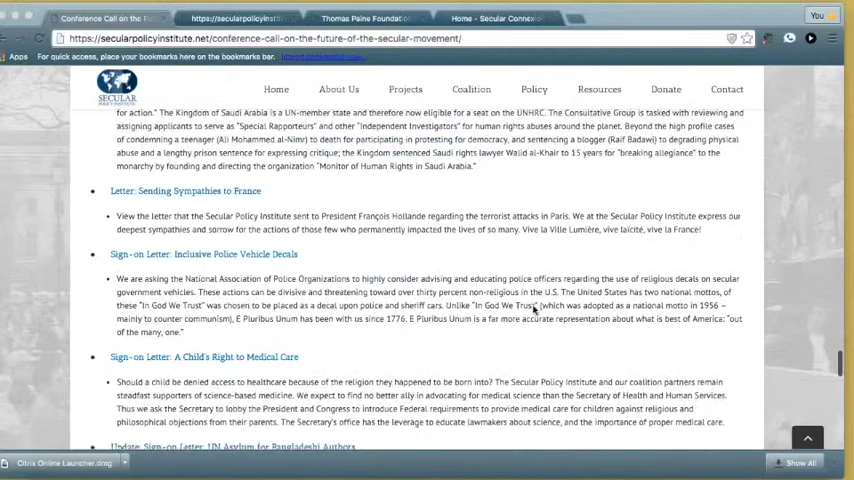 Conference Call on the F
https://secularpolicyinstit
Thomas Paine Foundation
Home - Secular Connexio
You
https://secularpolicyinstitute.net/conference-call-on-the-future-of-the-secular-movement/
Apps For quick access, place your bookmarks here on the bookmarks bar. Import bookmarks now...
SECULAR
POLICY
INSTITUTE
Home About Us Projects Coalition Policy Resources Donate Contact
for action." The Kingdom of Saudi Arabia is a UN-member state and therefore now eligible for a seat on the UNHRC. The Consultative Group is tasked with reviewing and
assigning applicants to serve as "Special Rapporteurs" and other "Independent Investigators" for human rights abuses around the planet. Beyond the high profile cases
of condemning a teenager (Ali Mohammed al-Nimr) to death for participating in protesting for democracy, and sentencing a blogger (Raif Badawi) to degrading physical
abuse and a lengthy prison sentence for expressing critique; the Kingdom sentenced Saudi rights lawyer Walid al-Khair to 15 years for "breaking allegiance" to the
monarchy by founding and directing the organization "Monitor of Human Rights in Saudi Arabia."
Letter: Sending Sympathies to France
View the letter that the Secular Policy Institute sent to President François Hollande regarding the terrorist attacks in Paris. We at the Secular Policy Institute express our
deepest sympathies and sorrow for the actions of those few who permanently impacted the lives of so many. Vive la Ville Lumière, vive laïcité, vive la France!
Sign-on Letter: Inclusive Police Vehicle Decals
We are asking the National Association of Police Organizations to highly consider advising and educating police officers regarding the use of religious decals on secular
government vehicles. These actions can be divisive and threatening toward over thirty percent non-religious in the U.S. The United States has two national mottos, of
these "In God We Trust" was chosen to be placed as a decal upon police and sheriff cars. Unlike "In God We Trust" (which was adopted as a national motto in 1956 –
mainly to counter communism), E Pluribus Unum has been with us since 1776. E Pluribus Unum is a far more accurate representation about what is best of America: "out
of the many, one."
Sign-on Letter: A Child's Right to Medical Care
Should a child be denied access to healthcare because of the religion they happened to be born into? The Secular Policy Institute and our coalition partners remain
steadfast supporters of science-based medicine. We expect to find no better ally in advocating for medical science than the Secretary of Health and Human Services.
Thus we ask the Secretary to lobby the President and Congress to introduce Federal requirements to provide medical care for children against religious and
philosophical objections from their parents. The Secretary's office has the leverage to educate lawmakers about science, and the importance of proper medical care.
Update: Sign-on Letter: UN Asylum for Bangladeshi Authors
Citrix Online Launcher.dmg
Show All